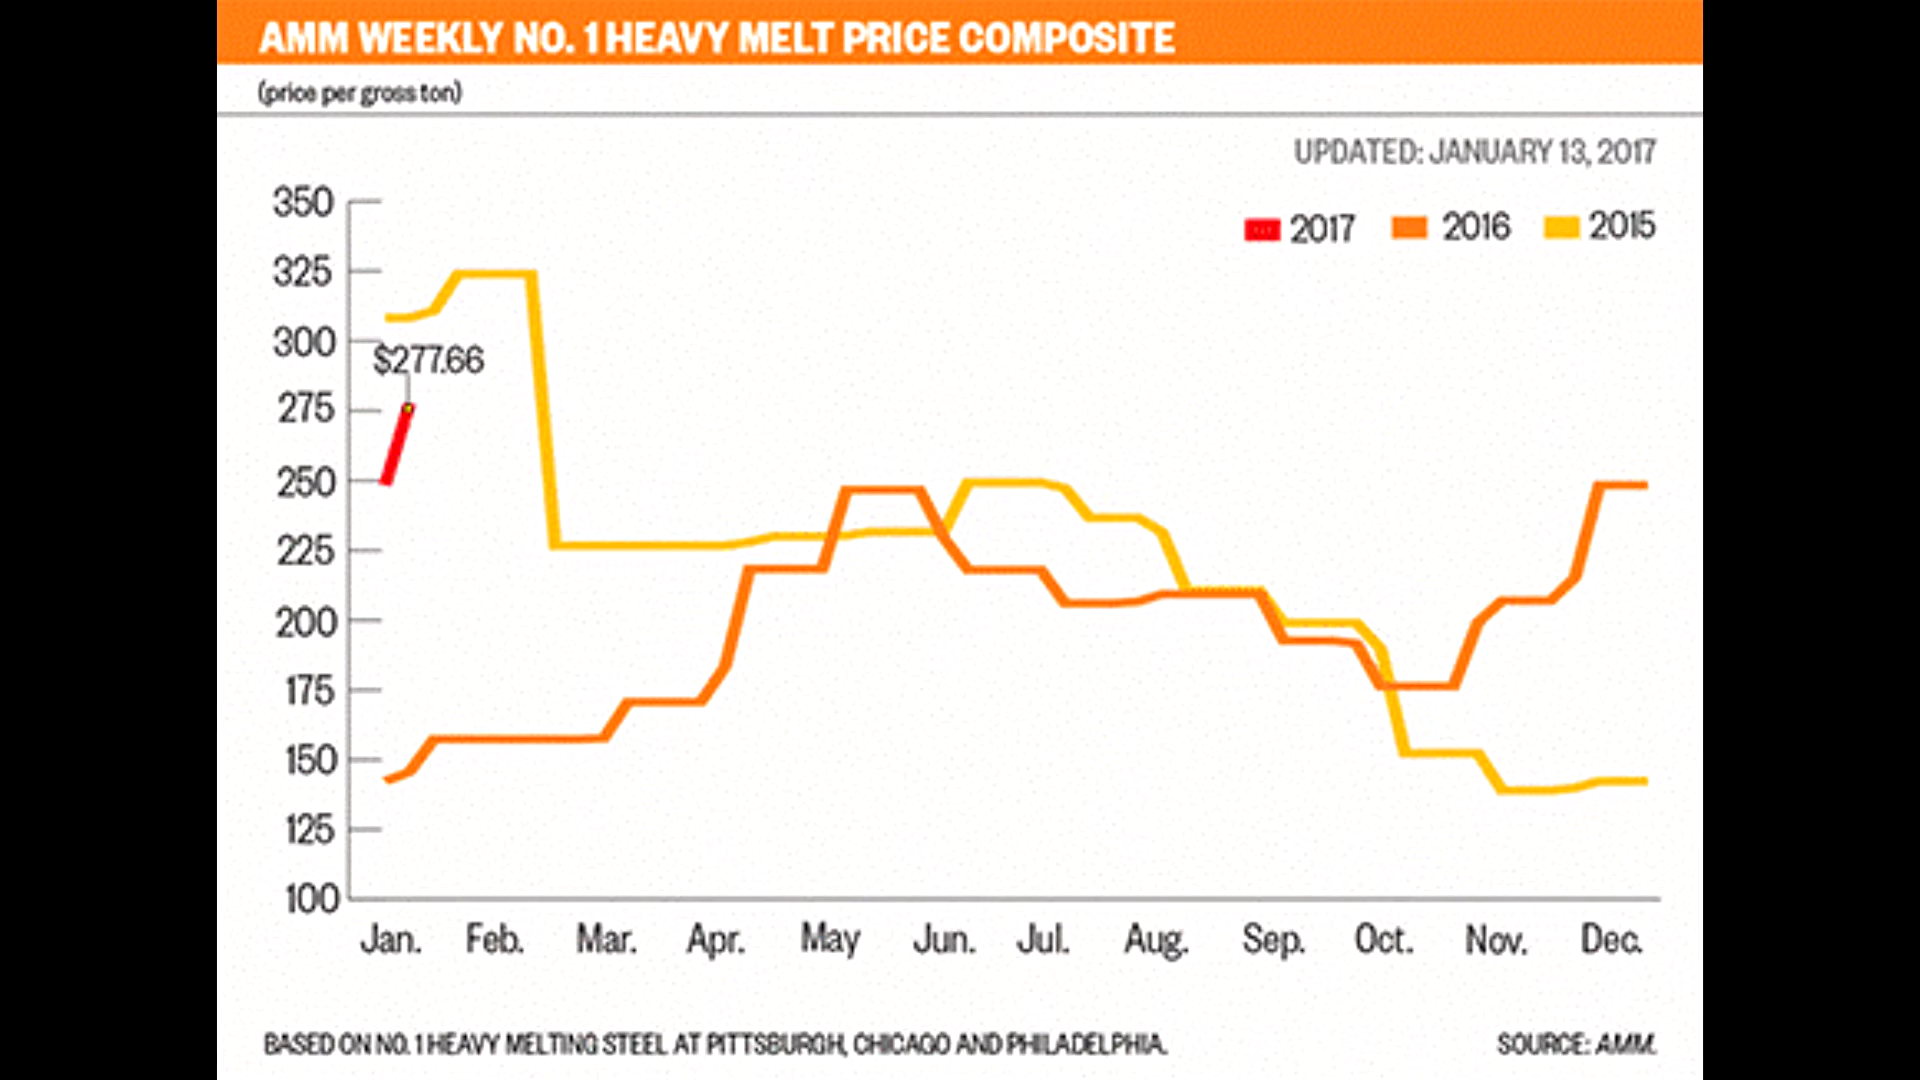 AMM WEEKLY NO. 1 HEAVY MELT PRICE COMPOSITE
(price per gross ton)
UPDATED: JANUARY 13, 2017
2017 2016 2015
350
325
300
$277.66
275
250
225
200
175
150
125
100
Jan. Feb. Mar. Apr. May Jun. Jul. Aug. Sep. Oct. Nov. Dec.
BASED ON NO. 1 HEAVY MELTING STEEL AT PITTSBURGH, CHICAGO AND PHILADELPHIA. SOURCE: AMM.